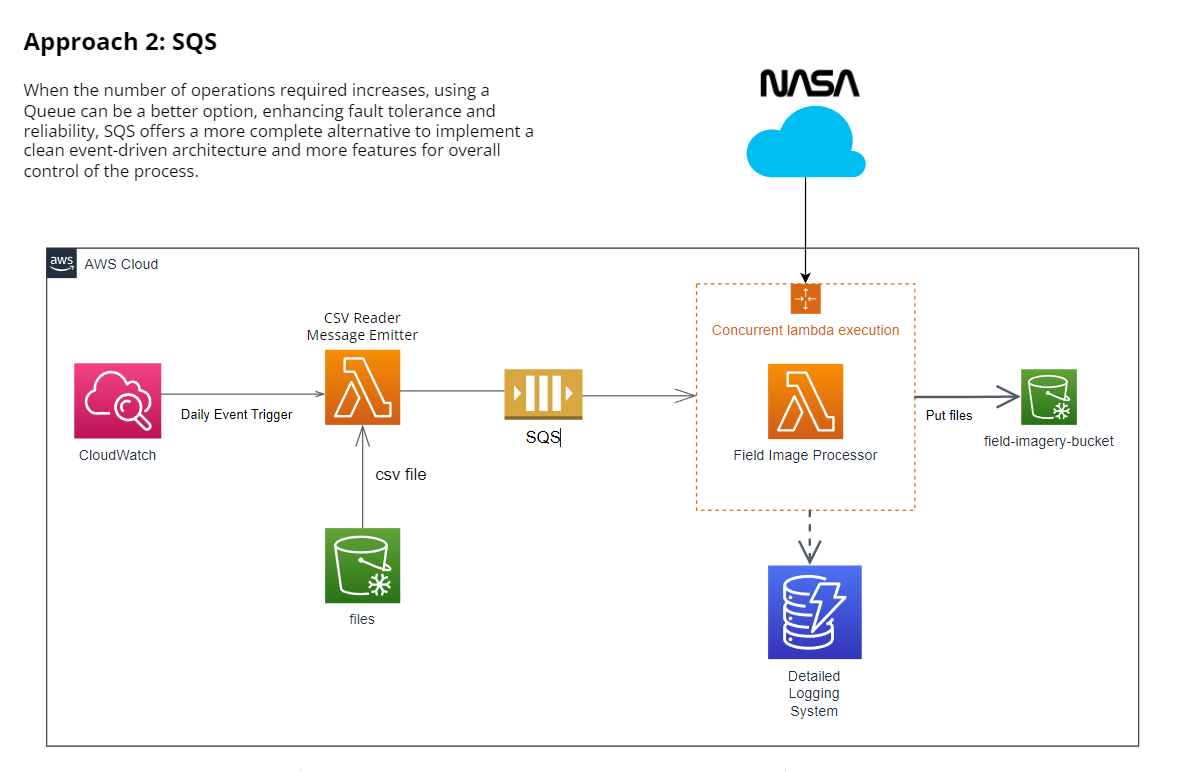 Approach 2: SQS
When the number of operations required increases, using a
Queue can be a better option, enhancing fault tolerance and
reliability, SQS offers a more complete alternative to implement a
clean event-driven architecture and more features for overall
control of the process.
NASA
aws
AWS Cloud
CSV Reader
Message Emitter
Concurrent lambda execution
Daily Event Trigger
Put files
SQS
field-imagery-bucket
CloudWatch
Field Image Processor
csv file
files
Detailed
Logging
System